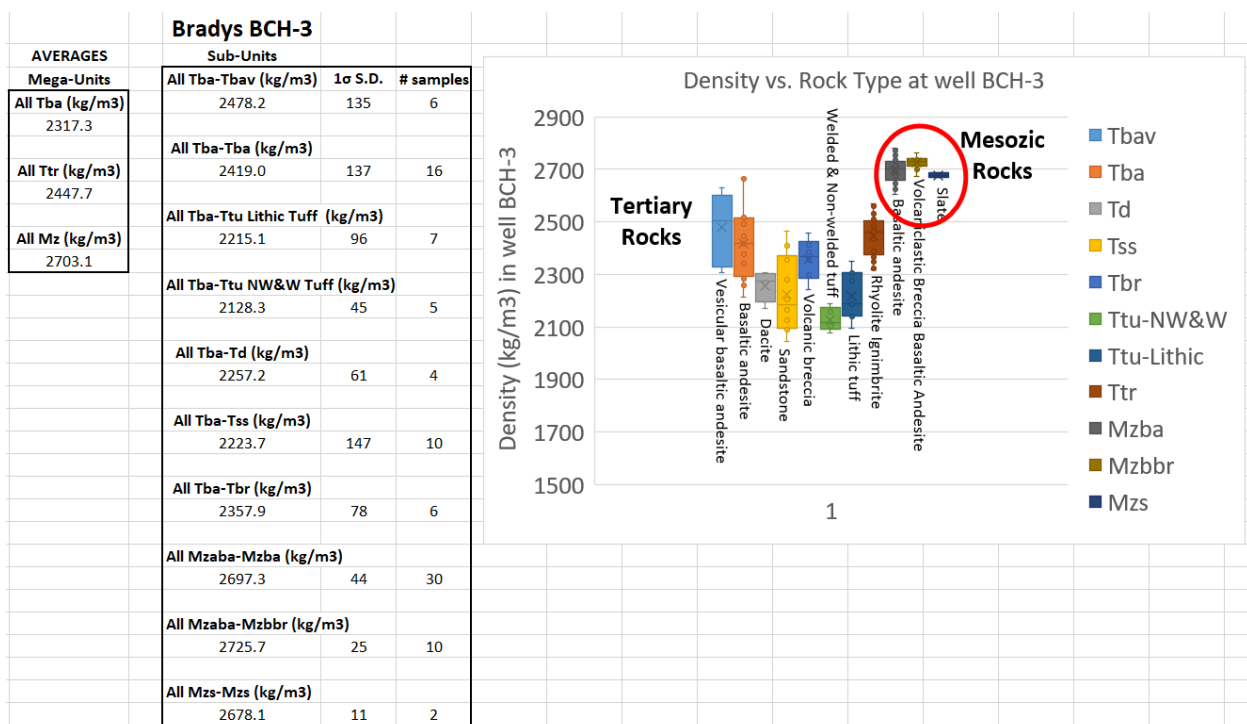 Bradys BCH-3
AVERAGES
Sub-Units
Mega-Units
All Tba-Tbav (kg/m3) 1σ S.D. # samples
All Tba (kg/m3)
2478.2 135 6
2317.3
All Tba-Tba (kg/m3)
All Ttr (kg/m3)
2419.0 137 16
2447.7
All Tba-Ttu Lithic Tuff (kg/m3)
All Mz (kg/m3)
2215.1 96 7
2703.1
All Tba-Ttu NW&W Tuff (kg/m3)
2128.3 45 5
All Tba-Td (kg/m3)
2257.2 61 4
All Tba-Tss (kg/m3)
2223.7 147 10
All Tba-Tbr (kg/m3)
2357.9 78 6
All Mzaba-Mzba (kg/m3)
2697.3 44 30
All Mzaba-Mzbbr (kg/m3)
2725.7 25 10
All Mzs-Mzs (kg/m3)
2678.1 11 2
Density vs. Rock Type at well BCH-3
Density (kg/m3) in well BCH-3
2900
2700
2500
2300
2100
1900
1700
1500
1
Tertiary
Rocks
Mesozic
Rocks
Vesicular basaltic andesite
Basaltic andesite
Dacite
Sandstone
Volcanic breccia
Welded & Non-welded tuff
Lithic tuff
Rhyolite Ignimbrite
Basaltic andesite
Volcaniclastic Breccia Basaltic Andesite
Slate
Tbav
Tba
Td
Tss
Tbr
Ttu-NW&W
Ttu-Lithic
Ttr
Mzba
Mzbbr
Mzs